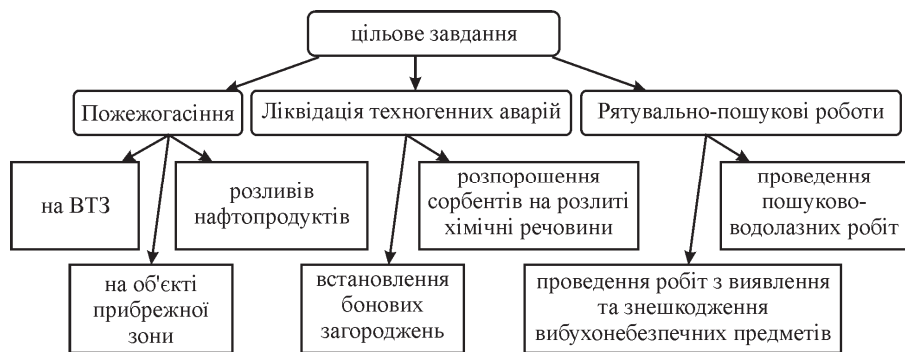 цільове завдання
Пожежогасіння
Ліквідація техногенних аварій
Рятувально-пошукові роботи
на ВТЗ
розливів
нафтопродуктів
розпорошення
сорбентів на розлиті
хімічні речовини
проведення
пошуково-
водолазних робіт
на об'єкті
прибрежної
зони
встановлення
бонових
загороджень
проведення робіт з виявлення
та знешкодження
вибухонебезпечних предметів